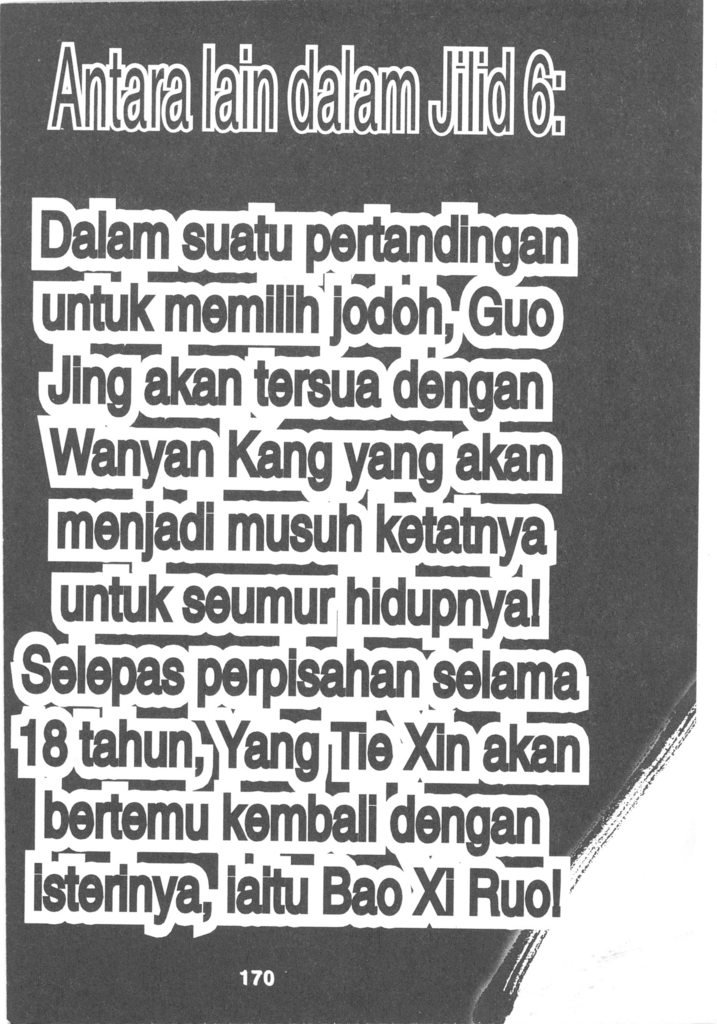 Antara lain dalam Jilid 6:
Dalam suatu pertandingan
untuk memilih jodoh, Guo
Jing akan tersua dengan
Wanyan Kang yang akan
menjadi musuh ketatnya
untuk seumur hidupnya!
Selepas perpisahan selama
18 tahun, Yang Tie Xin akan
bertemu kembali dengan
isterinya, iaitu Bao Xi Ruo!
170